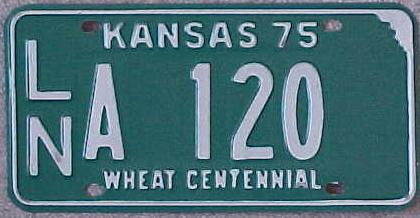 KANSAS 75
LN A 120
WHEAT CENTENNIAL